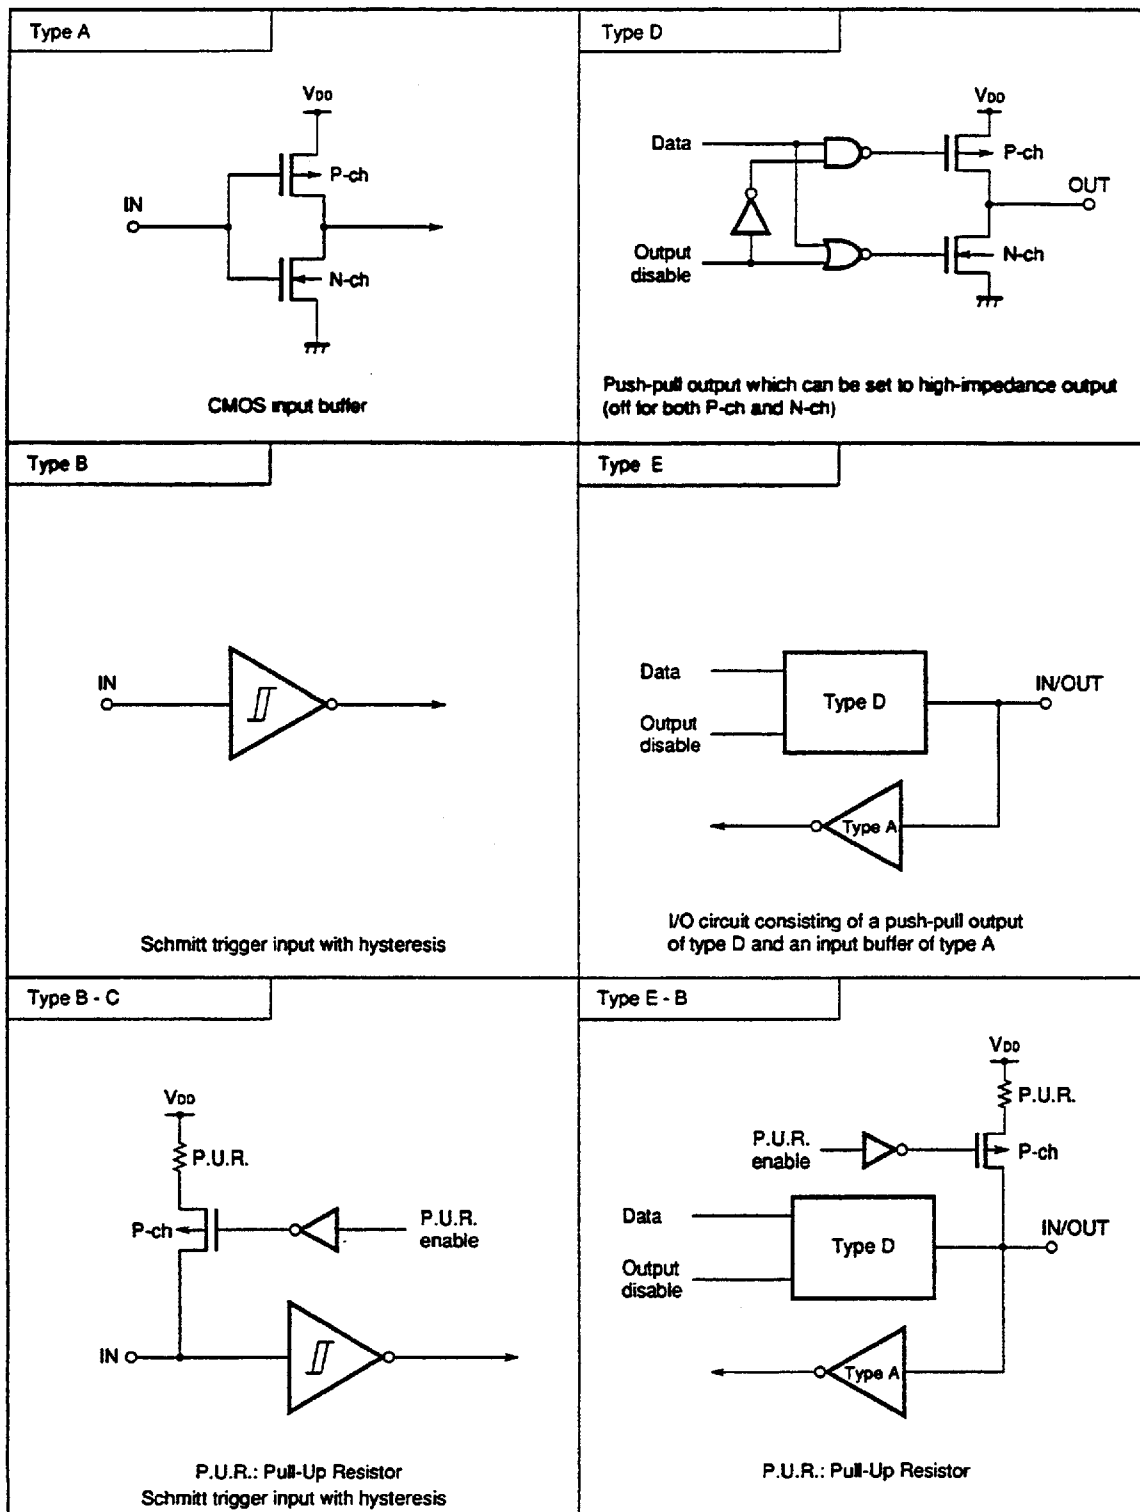 Type A
VDD
P-ch
IN
N-ch
CMOS input buffer
Type D
VDD
Data
P-ch
OUT
Output
disable
N-ch
Push-pull output which can be set to high-impedance output
(off for both P-ch and N-ch)
Type B
IN
Schmitt trigger input with hysteresis
Type E
Data
Type D
IN/OUT
Output
disable
Type A
I/O circuit consisting of a push-pull output
of type D and an input buffer of type A
Type B - C
VDD
P.U.R.
P-ch
P.U.R.
enable
IN
P.U.R.: Pull-Up Resistor
Schmitt trigger input with hysteresis
Type E - B
VDD
P.U.R.
P.U.R.
enable
P-ch
Data
Type D
IN/OUT
Output
disable
Type A
P.U.R.: Pull-Up Resistor